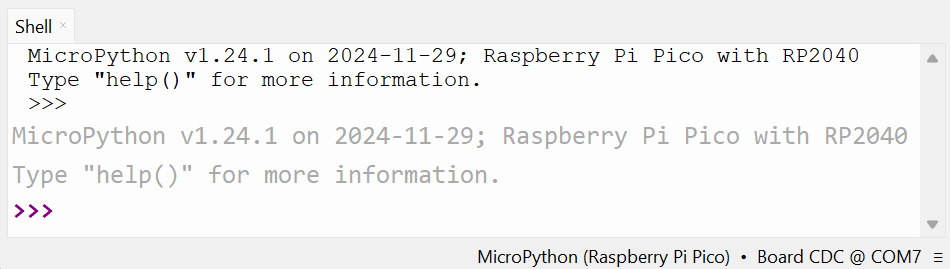 Shell ×
MicroPython v1.24.1 on 2024-11-29; Raspberry Pi Pico with RP2040
Type "help()" for more information.
>>>
MicroPython v1.24.1 on 2024-11-29; Raspberry Pi Pico with RP2040
Type "help()" for more information.
>>>
MicroPython (Raspberry Pi Pico) • Board CDC @ COM7 ≡